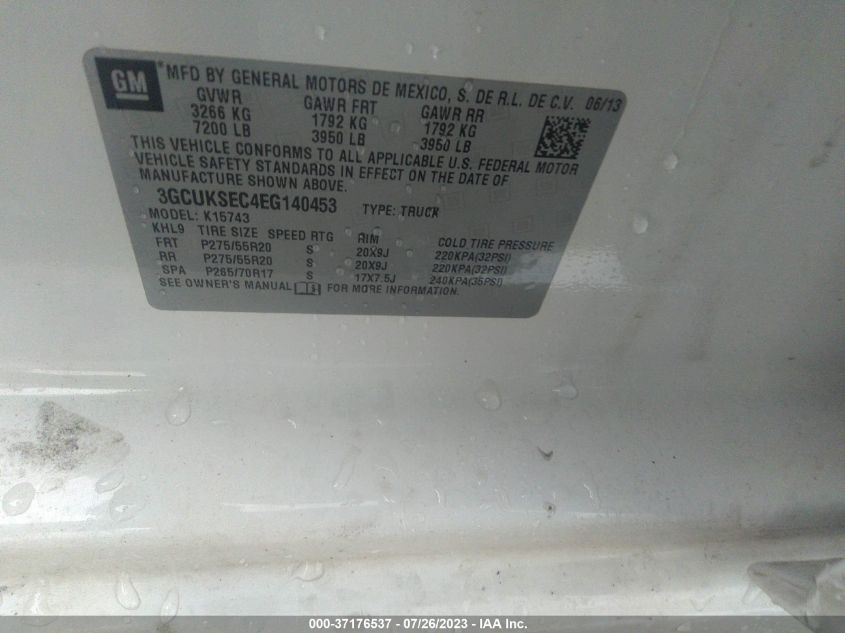 GM
*MFD BY GENERAL MOTORS DE MEXICO, S. DE R.L. DE C.V. 06/13
GVWR GAWR FRT GAWR RR
3266 KG 1792 KG 1792 KG
7200 LB 3950 LB 3950 LB
THIS VEHICLE CONFORMS TO ALL APPLICABLE U.S. FEDERAL MOTOR
VEHICLE SAFETY STANDARDS IN EFFECT ON THE DATE OF
MANUFACTURE SHOWN ABOVE.
3GCUKSEC4EG140453 TYPE: TRUCK
MODEL: K15743
KHL9 TIRE SIZE SPEED RTG RIM COLD TIRE PRESSURE
FRT P275/55R20 S 20X9J 220KPA(32PSI)
RR P275/55R20 S 20X9J 220KPA(32PSI)
SPA P265/70R17 S 17X7.5J 240KPA(35PSI)
SEE OWNER'S MANUAL FOR MORE INFORMATION.
000-37176537 - 07/26/2023 - IAA Inc.